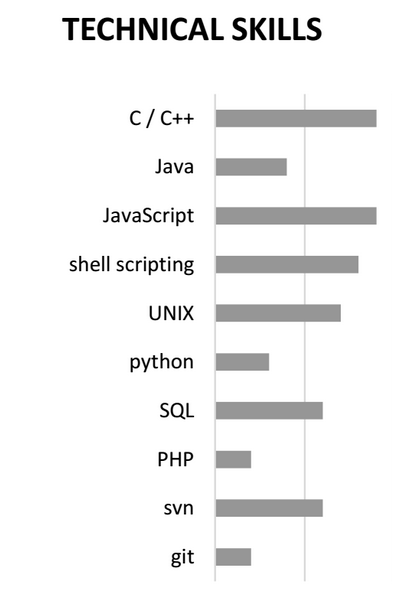 TECHNICAL SKILLS
C / C++
Java
JavaScript
shell scripting
UNIX
python
SQL
PHP
svn
git